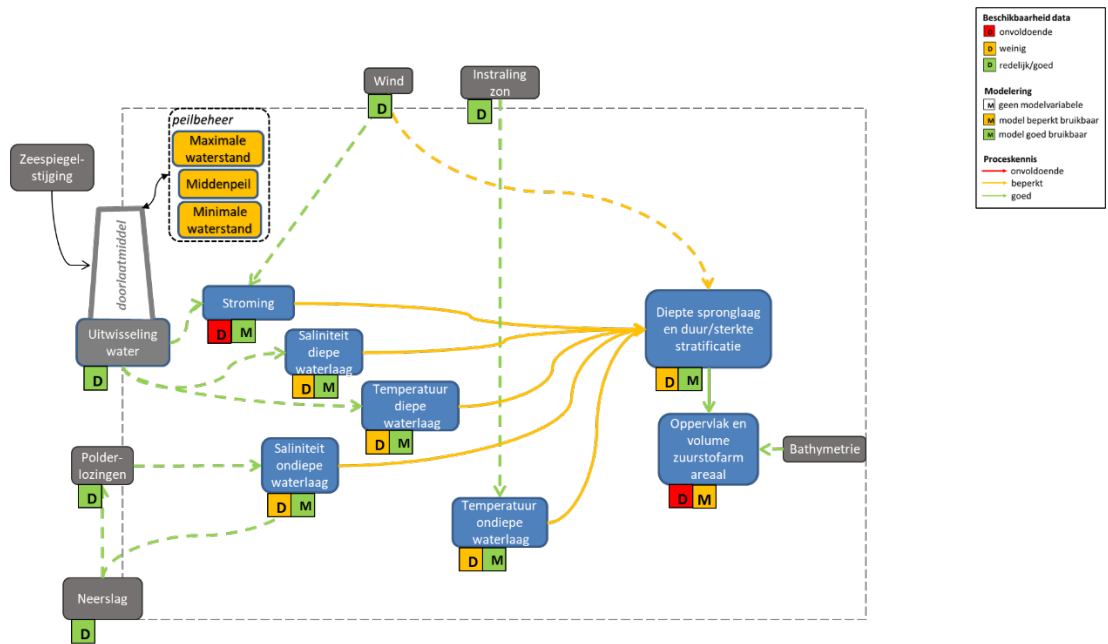 Beschikbaarheid data
D onvoldoende
D weinig
D redelijk/goed
Modelering
M geen modelvariabele
M model beperkt bruikbaar
M model goed bruikbaar
Proceskennis
onvoldoende
beperkt
goed
Wind
D
Instraling
zon
D
peilbeheer
Maximale
waterstand
Middenpeil
Minimale
waterstand
Zeespiegel-
stijging
doorlaatmiddel
Uitwisseling
water
D
Stroming
D M
Saliniteit
diepe
waterlaag
D M
Temperatuur
diepe
waterlaag
D M
Diepte spronglaag
en duur/sterkte
stratificatie
D M
Oppervlak en
volume
zuurstofarm
areaal
D M
Bathymetrie
Polder-
lozingen
D
Saliniteit
ondiepe
waterlaag
D M
Temperatuur
ondiepe
waterlaag
D M
Neerslag
D